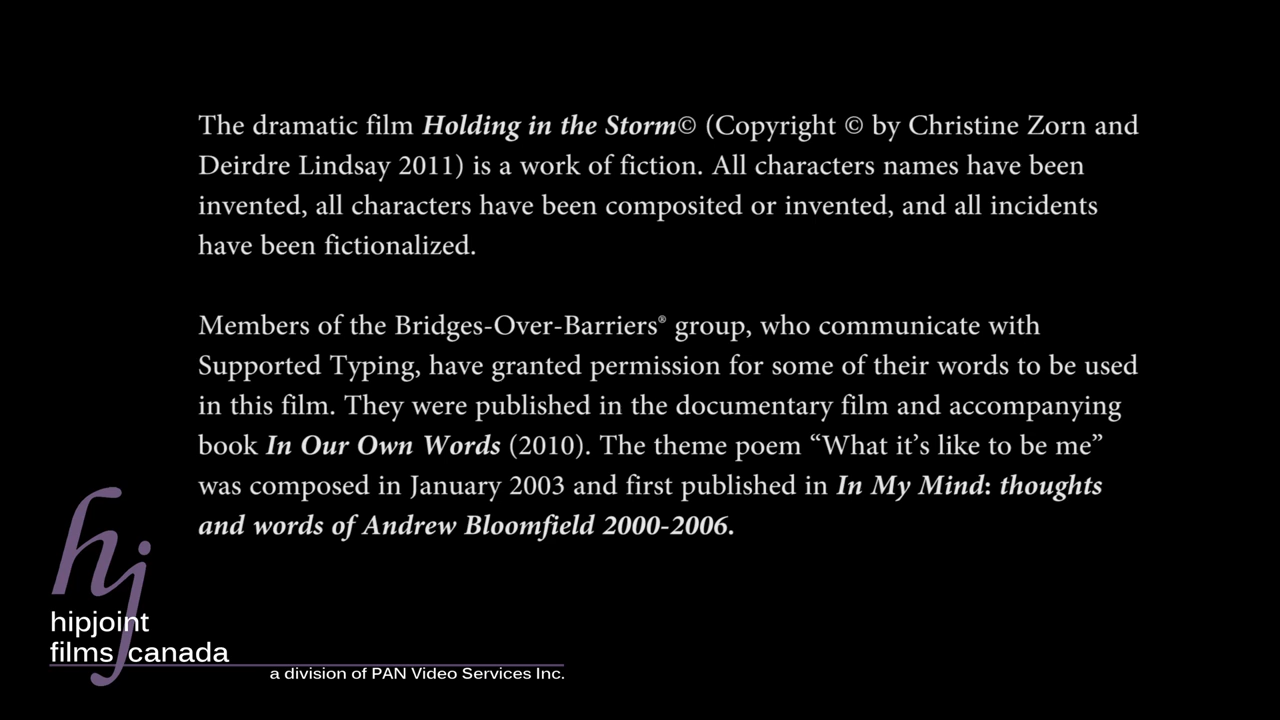 The dramatic film Holding in the Storm© (Copyright © by Christine Zorn and
Deirdre Lindsay 2011) is a work of fiction. All characters names have been
invented, all characters have been composited or invented, and all incidents
have been fictionalized.
Members of the Bridges-Over-Barriers® group, who communicate with
Supported Typing, have granted permission for some of their words to be used
in this film. They were published in the documentary film and accompanying
book In Our Own Words (2010). The theme poem “What it’s like to be me”
was composed in January 2003 and first published in In My Mind: thoughts
and words of Andrew Bloomfield 2000-2006.
hj
hipjoint
films canada
a division of PAN Video Services Inc.